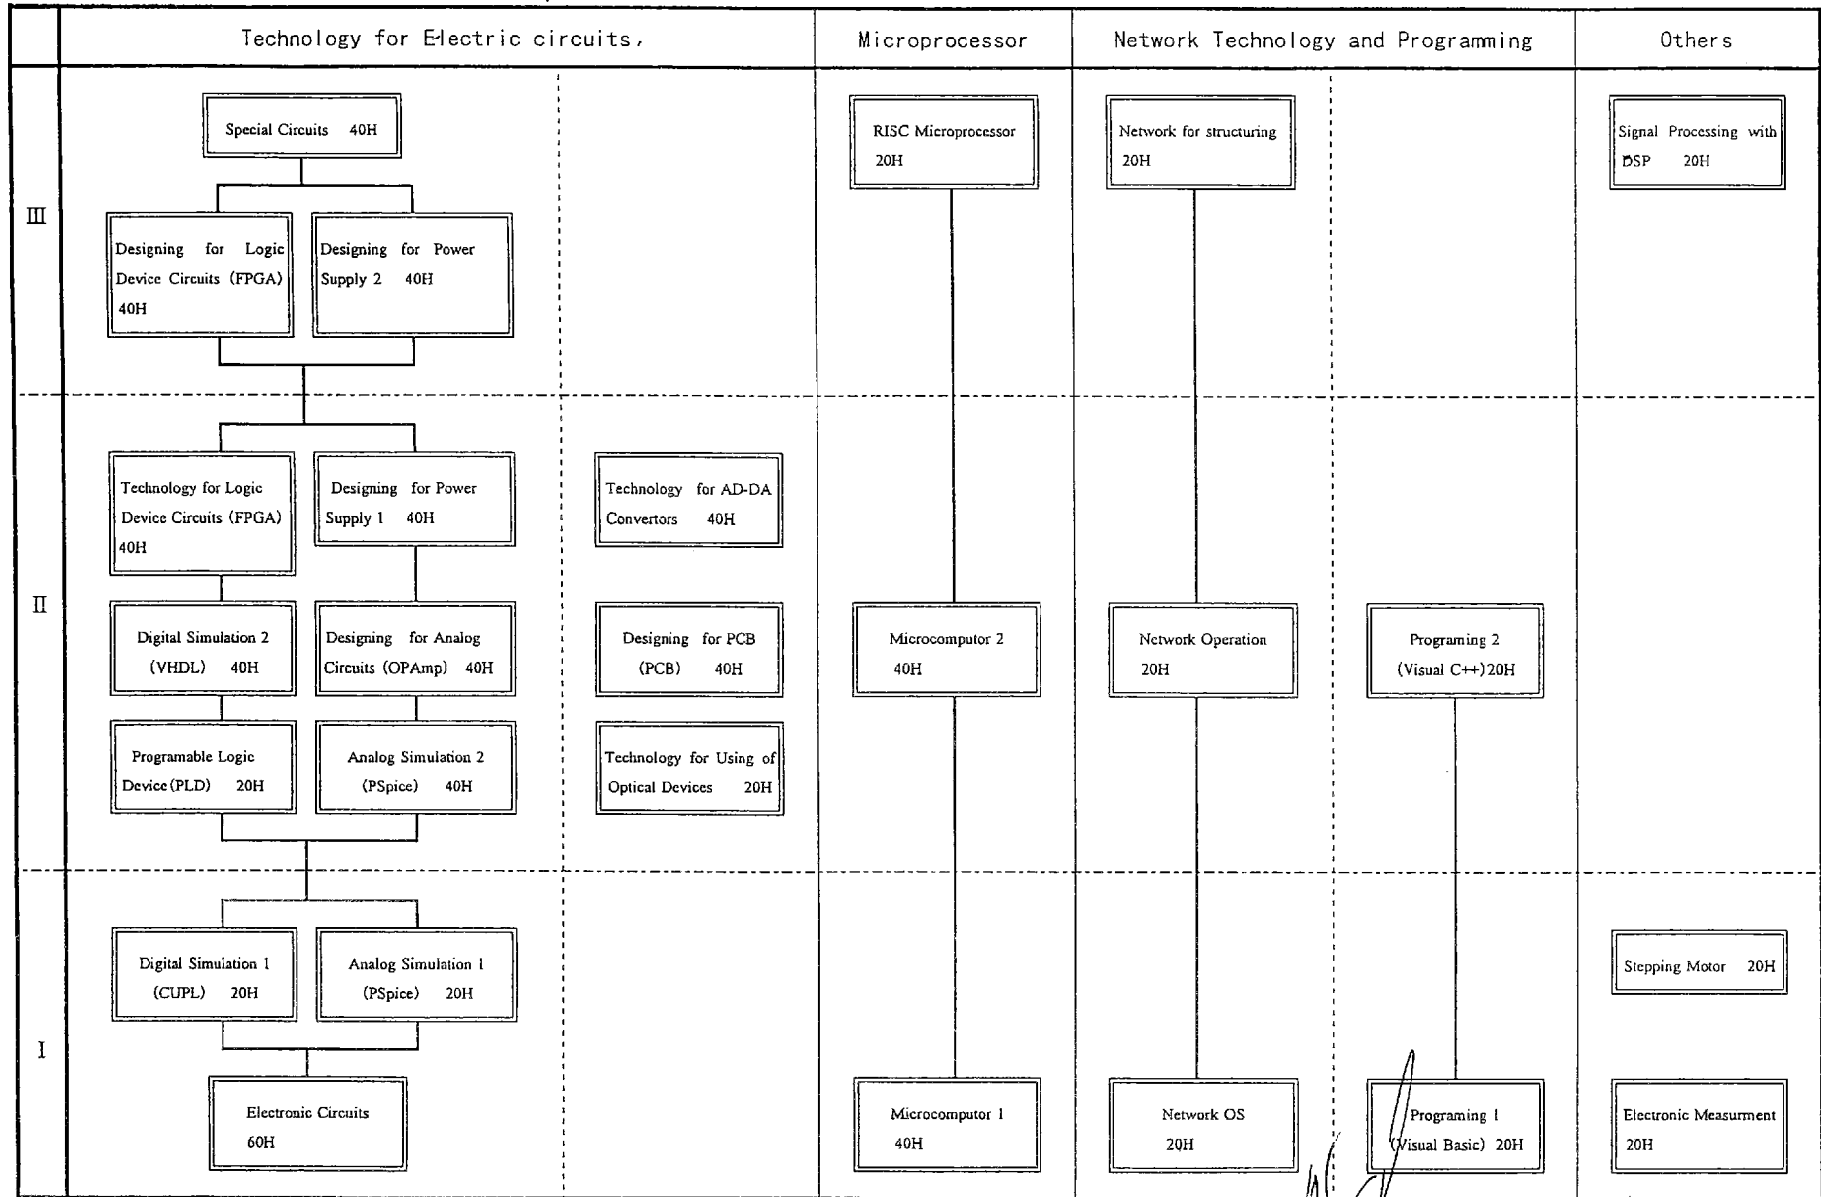 Technology for Electric circuits,
Microprocessor
Network Technology and Programming
Others
III
Special Circuits 40H
Designing for Logic
Device Circuits (FPGA)
40H
Designing for Power
Supply 2 40H
RISC Microprocessor
20H
Network for structuring
20H
Signal Processing with
DSP 20H
II
Technology for Logic
Device Circuits (FPGA)
40H
Designing for Power
Supply 1 40H
Technology for AD-DA
Convertors 40H
Digital Simulation 2
(VHDL) 40H
Designing for Analog
Circuits (OPAmp) 40H
Designing for PCB
(PCB) 40H
Microcomputor 2
40H
Network Operation
20H
Programing 2
(Visual C++) 20H
Programable Logic
Device (PLD) 20H
Analog Simulation 2
(PSpice) 40H
Technology for Using of
Optical Devices 20H
I
Digital Simulation 1
(CUPL) 20H
Analog Simulation 1
(PSpice) 20H
Stepping Motor 20H
Electronic Circuits
60H
Microcomputor 1
40H
Network OS
20H
Programing 1
(Visual Basic) 20H
Electronic Measurment
20H